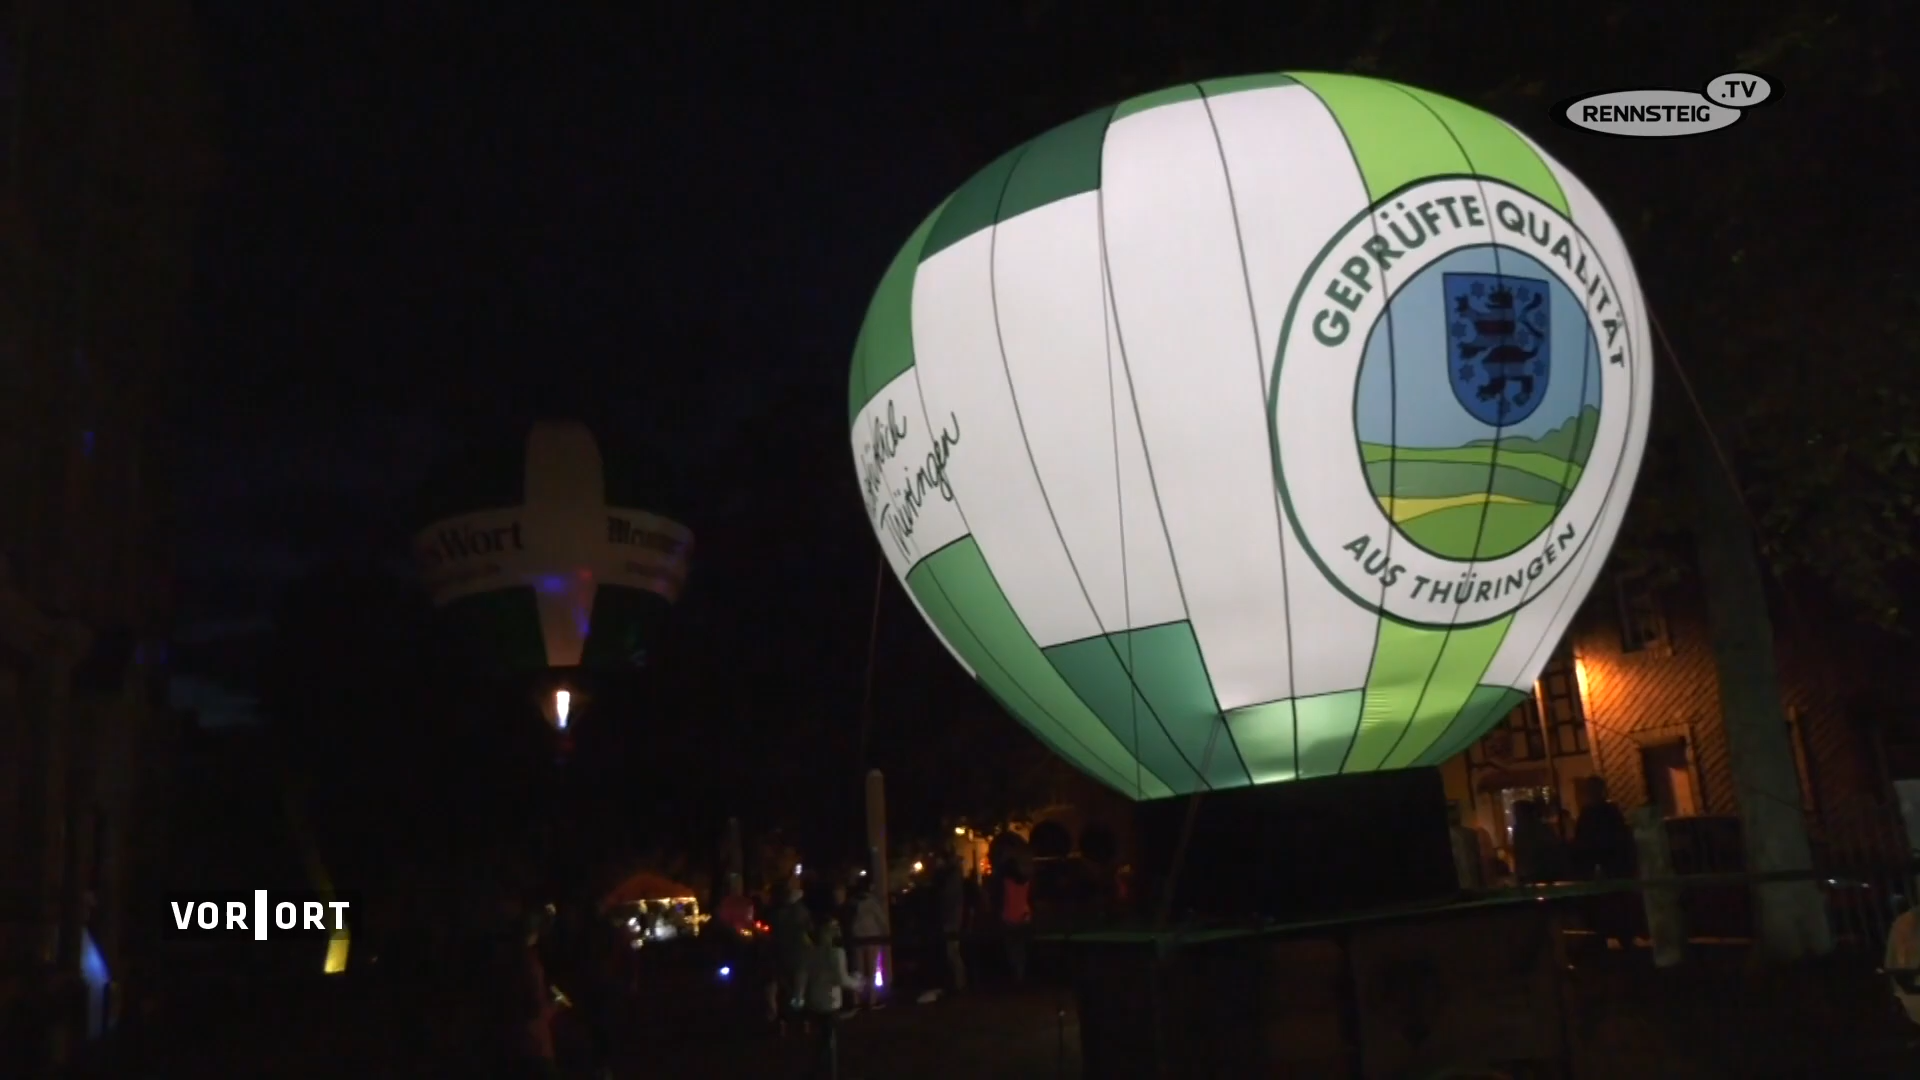 .TV
RENNSTEIG
GEPRÜFTE QUALITÄT
AUS THÜRINGEN
Thüringen
Wort
VOR ORT